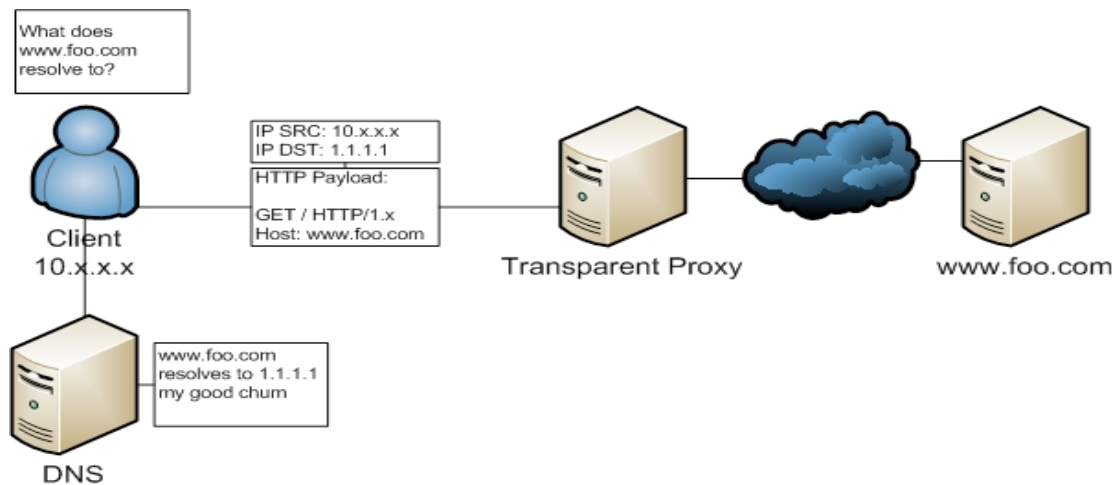 What does
www.foo.com
resolve to?
IP SRC: 10.x.x.x
IP DST: 1.1.1.1
HTTP Payload:
GET / HTTP/1.x
Host: www.foo.com
Client
10.x.x.x
Transparent Proxy
www.foo.com
www.foo.com
resolves to 1.1.1.1
my good chum
DNS